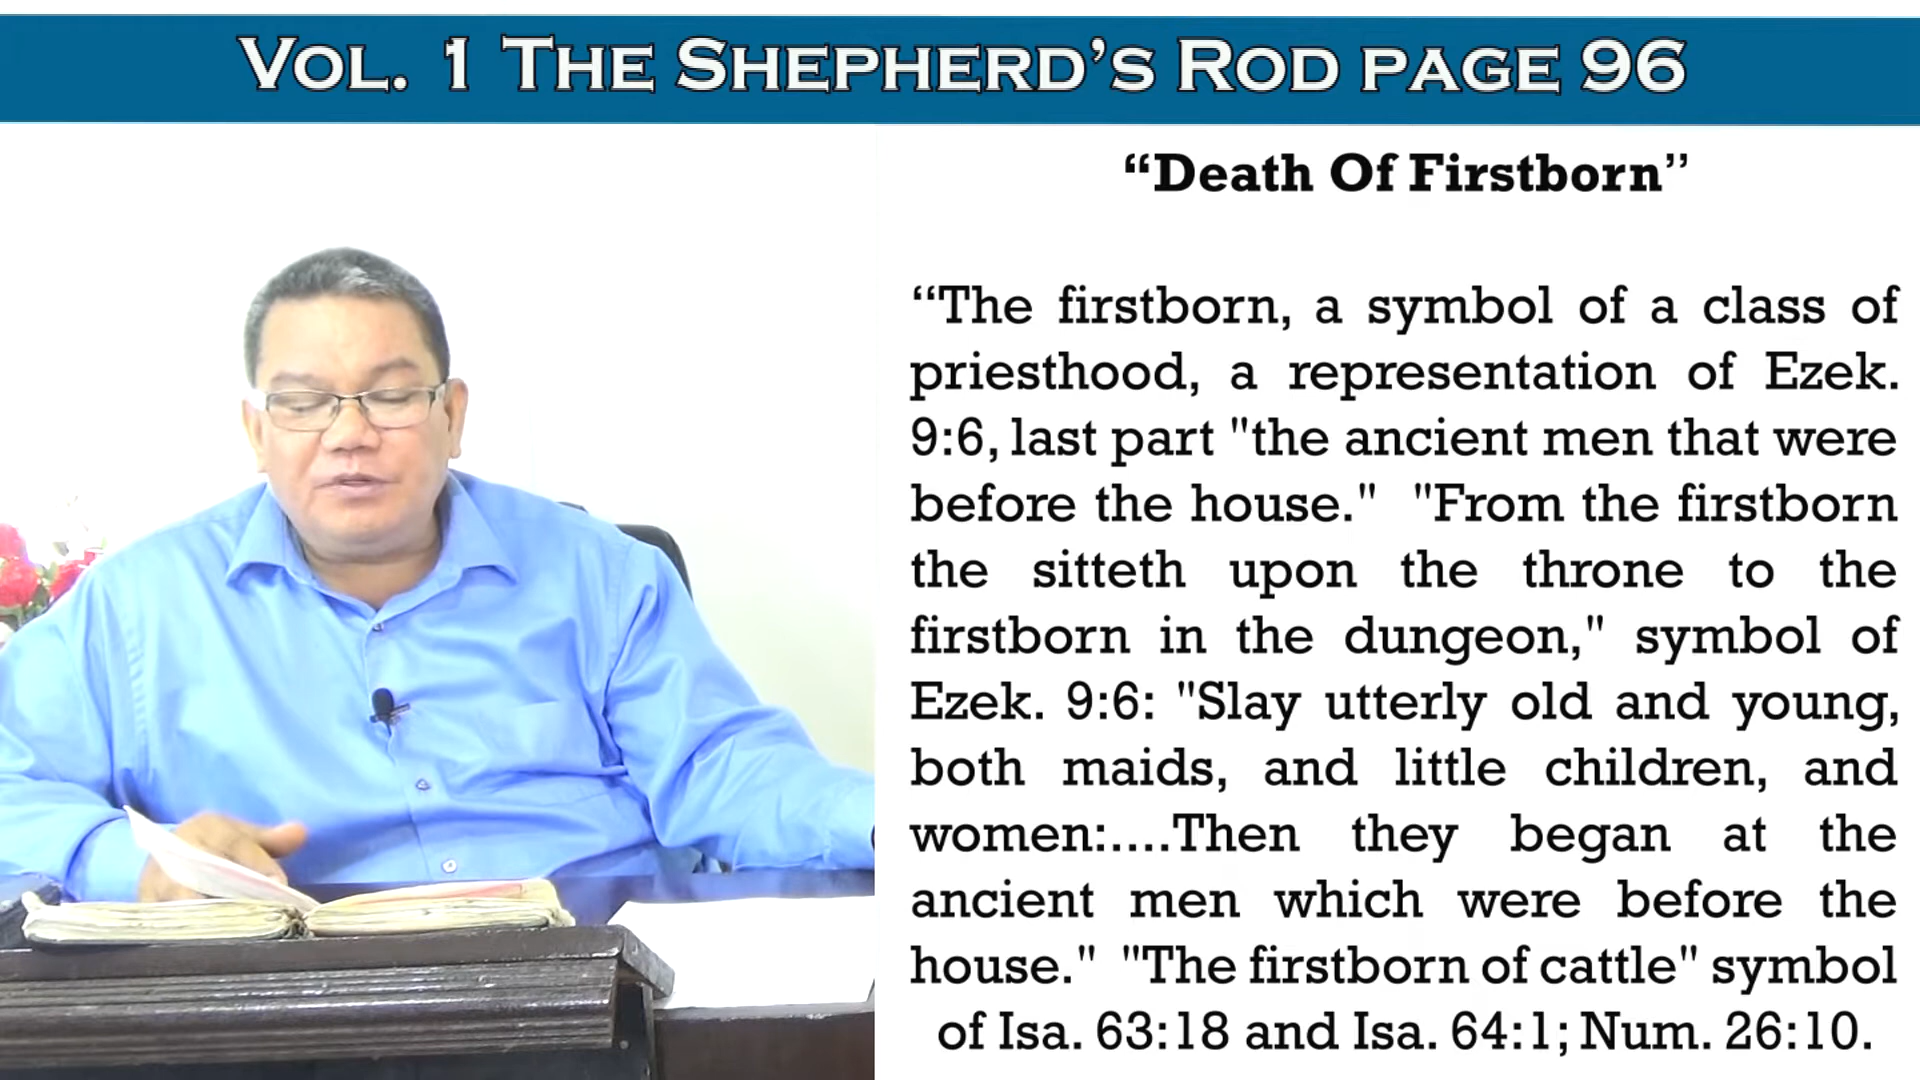 VOL. 1 THE SHEPHERD’S ROD PAGE 96
“Death Of Firstborn”
“The firstborn, a symbol of a class of
priesthood, a representation of Ezek.
9:6, last part "the ancient men that were
before the house." "From the firstborn
the sitteth upon the throne to the
firstborn in the dungeon," symbol of
Ezek. 9:6: "Slay utterly old and young,
both maids, and little children, and
women:....Then they began at the
ancient men which were before the
house." "The firstborn of cattle" symbol
of Isa. 63:18 and Isa. 64:1; Num. 26:10.